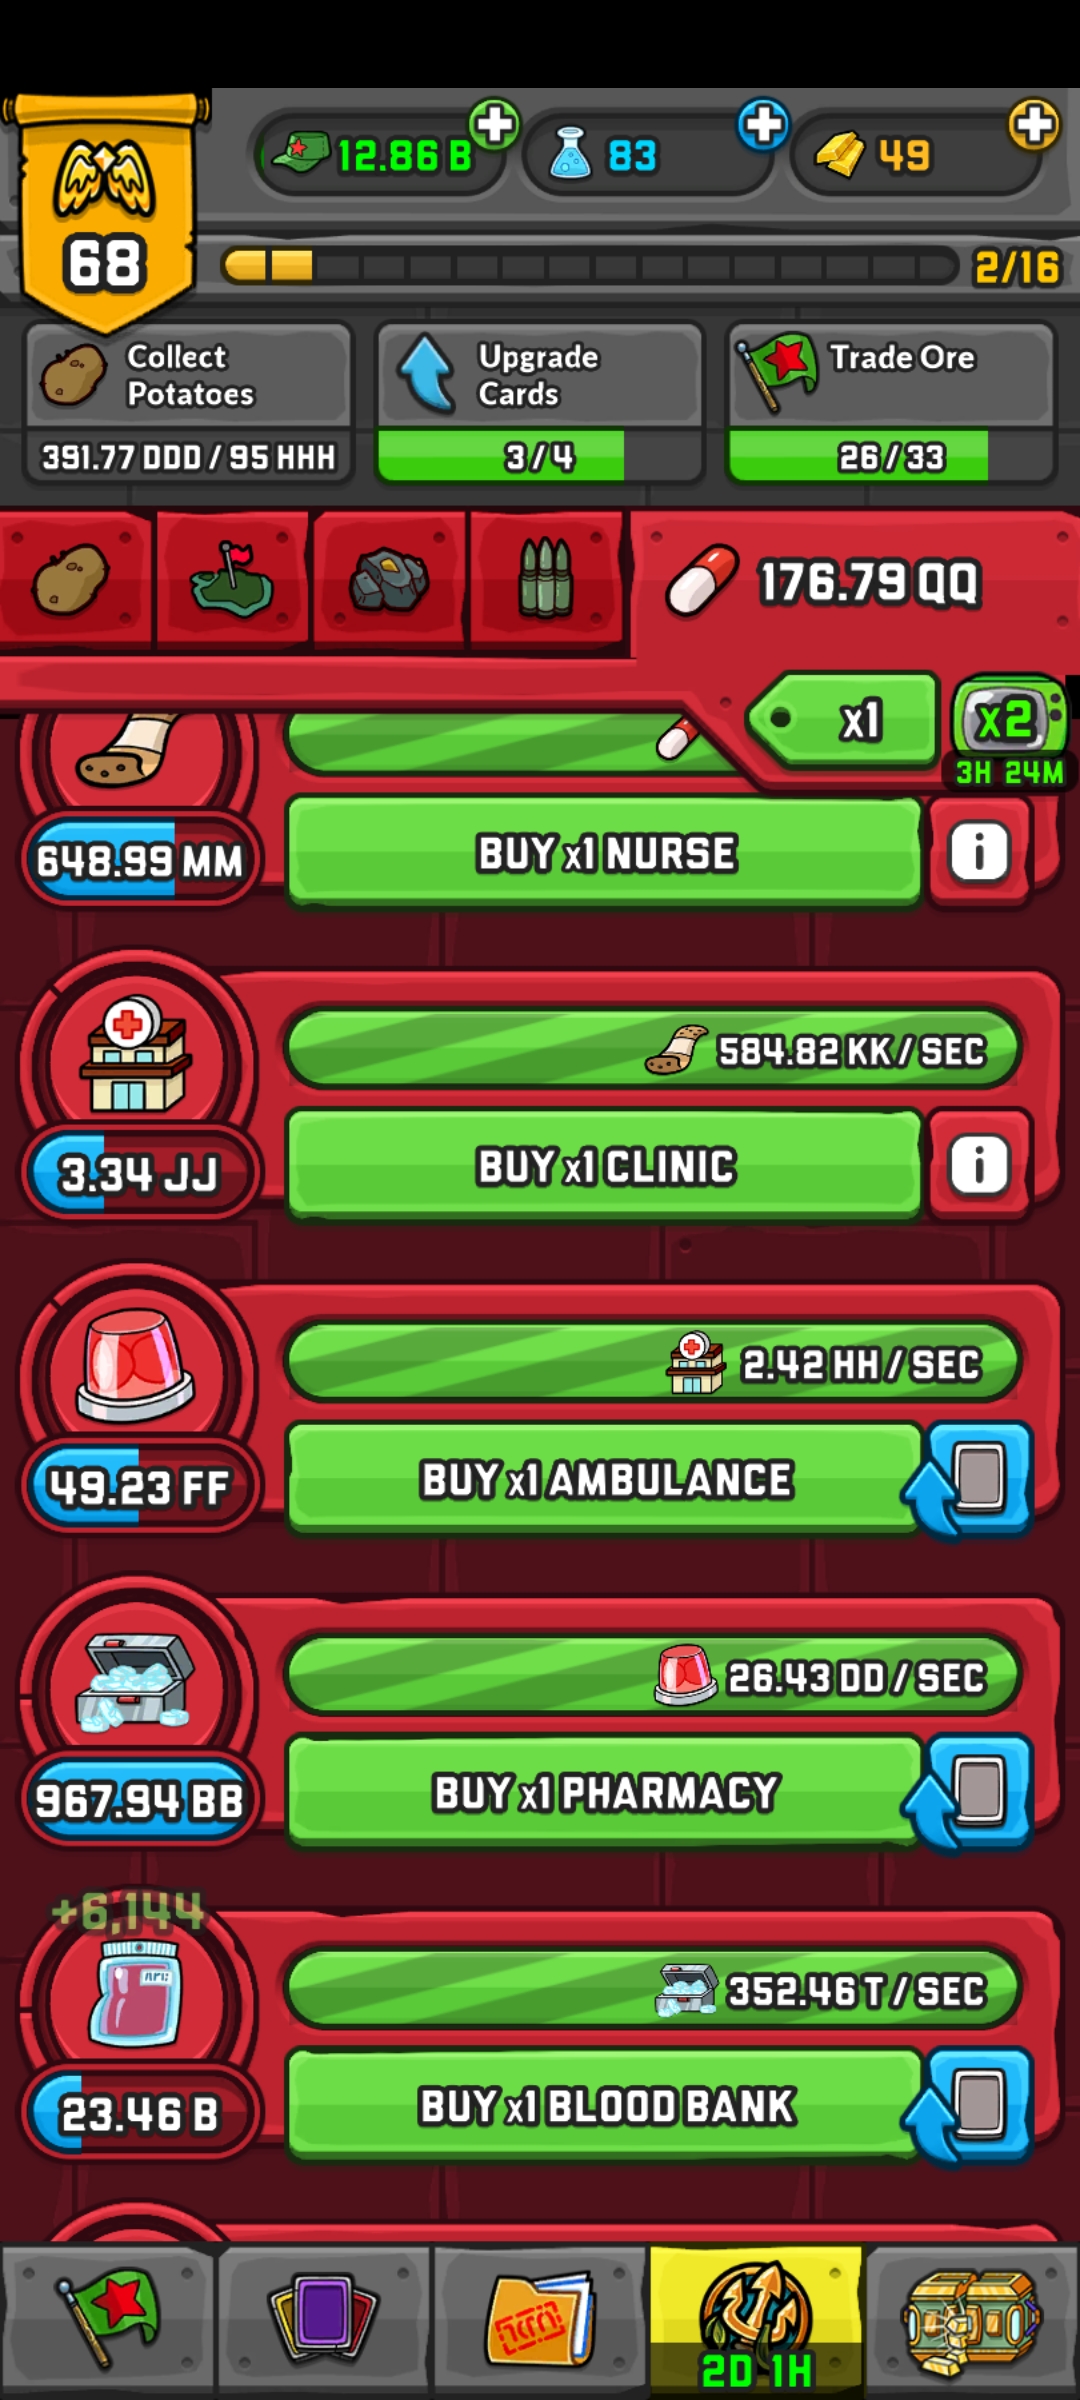 12.86 B
83
49
68
2/16
Collect
Potatoes
Upgrade
Cards
Trade Ore
391.77 DDD / 95 HHH
3/4
26/33
176.79 QQ
x1
x2
3H 24M
648.99 MM
BUY x1 NURSE
i
584.82 KK / SEC
3.34 JJ
BUY x1 CLINIC
i
2.42 HH / SEC
49.23 FF
BUY x1 AMBULANCE
26.43 DD / SEC
967.94 BB
BUY x1 PHARMACY
+6,144
352.46 T / SEC
23.46 B
BUY x1 BLOOD BANK
2D 1H